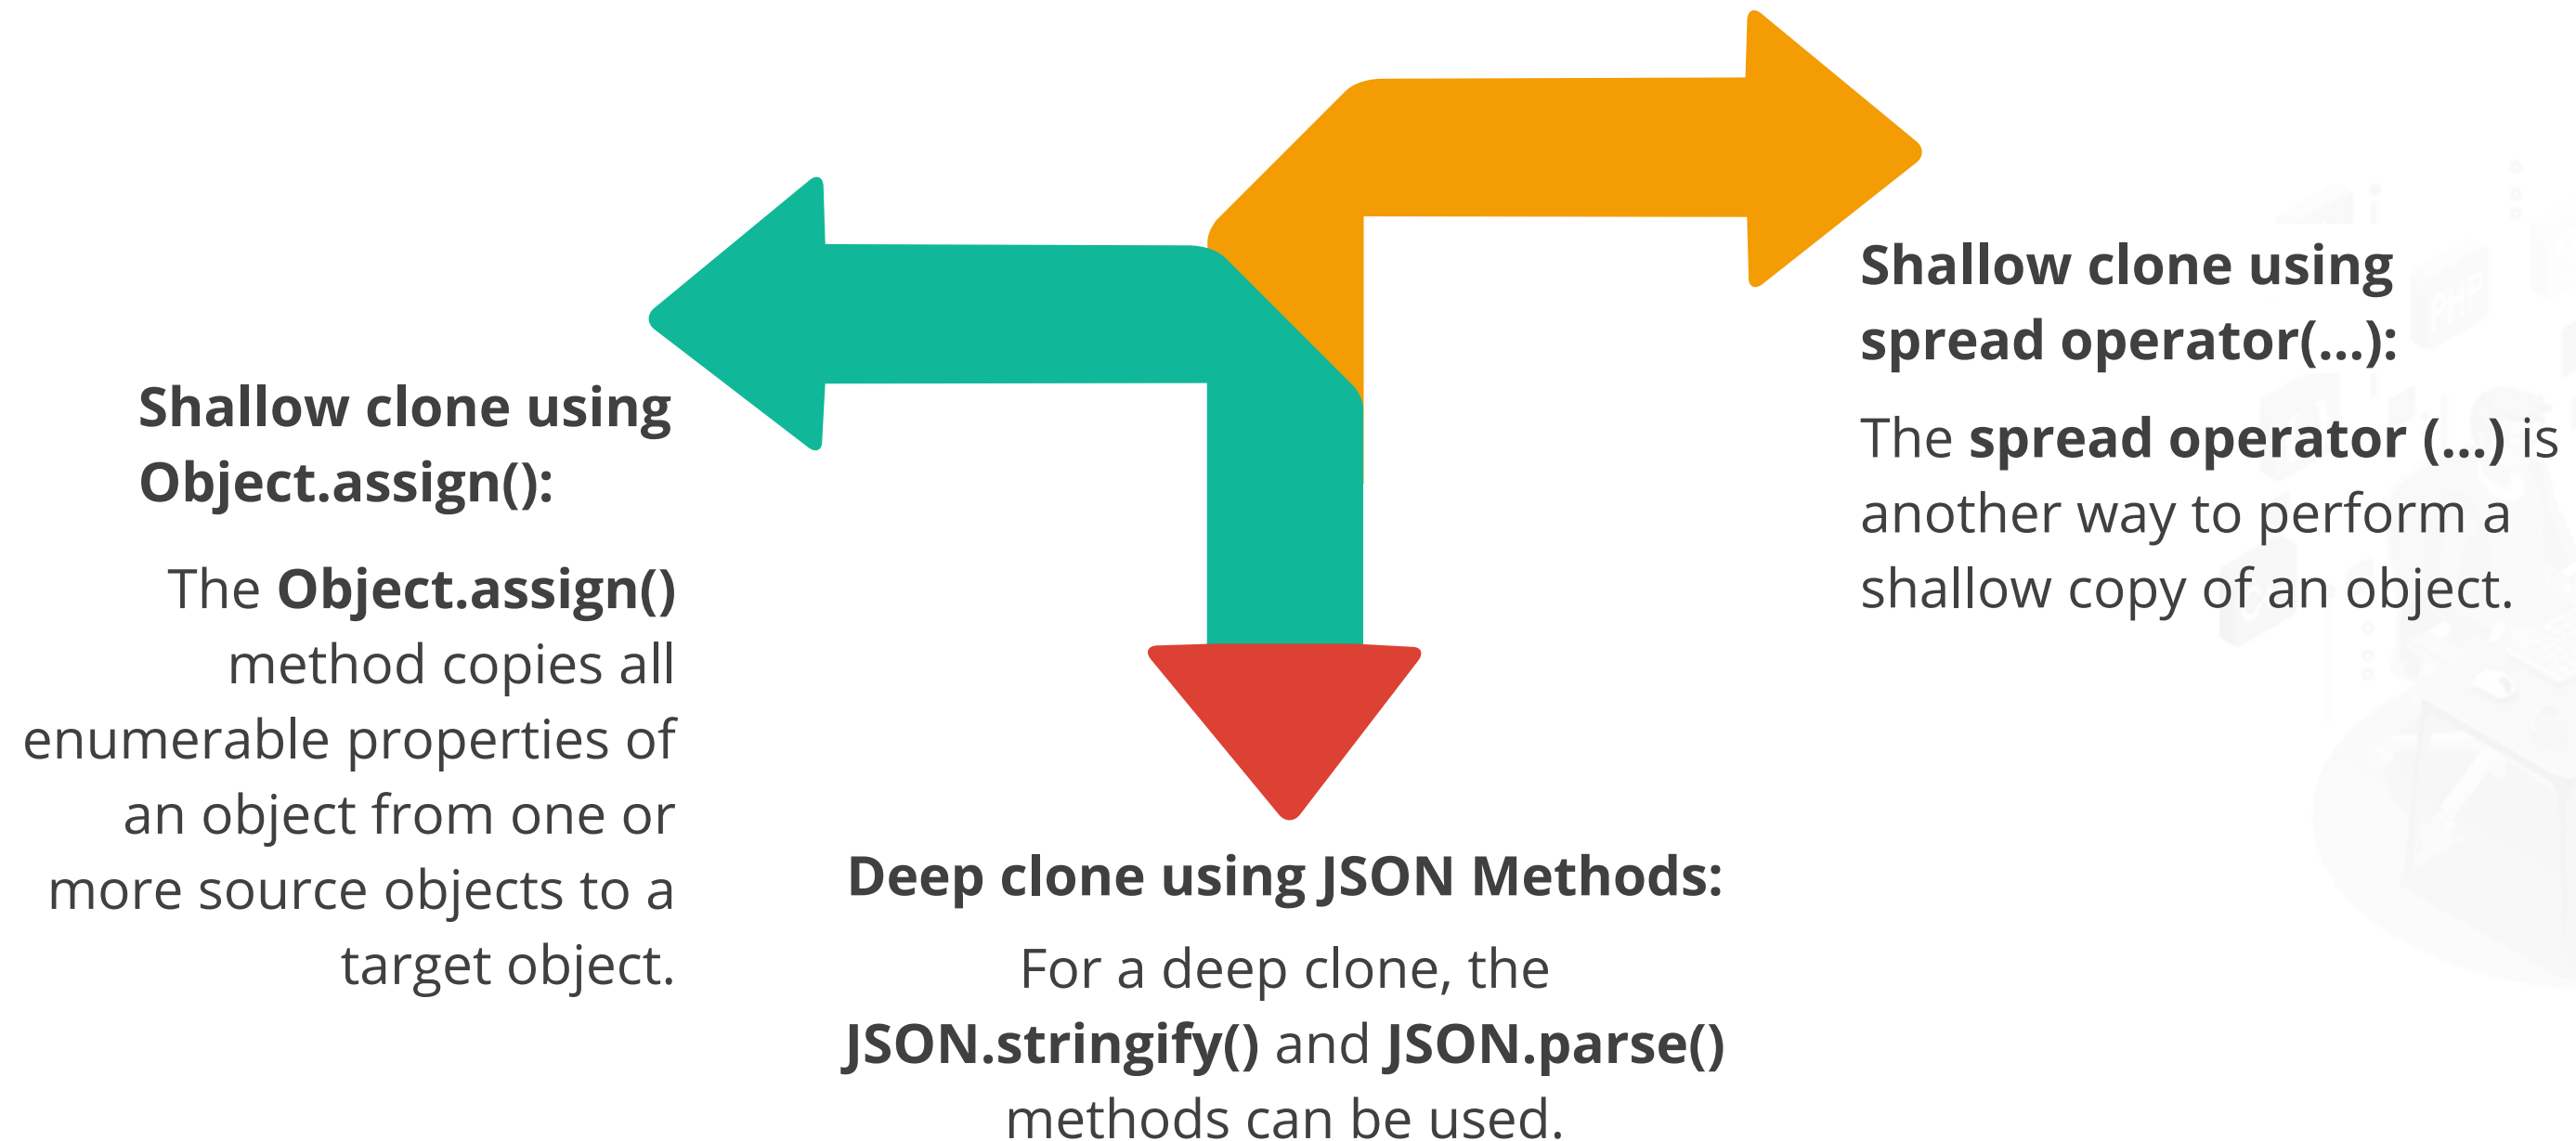 Shallow clone using
Object.assign():
The Object.assign()
method copies all
enumerable properties of
an object from one or
more source objects to a
target object.
Shallow clone using
spread operator(...):
The spread operator (...) is
another way to perform a
shallow copy of an object.
Deep clone using JSON Methods:
For a deep clone, the
JSON.stringify() and JSON.parse()
methods can be used.
PHP